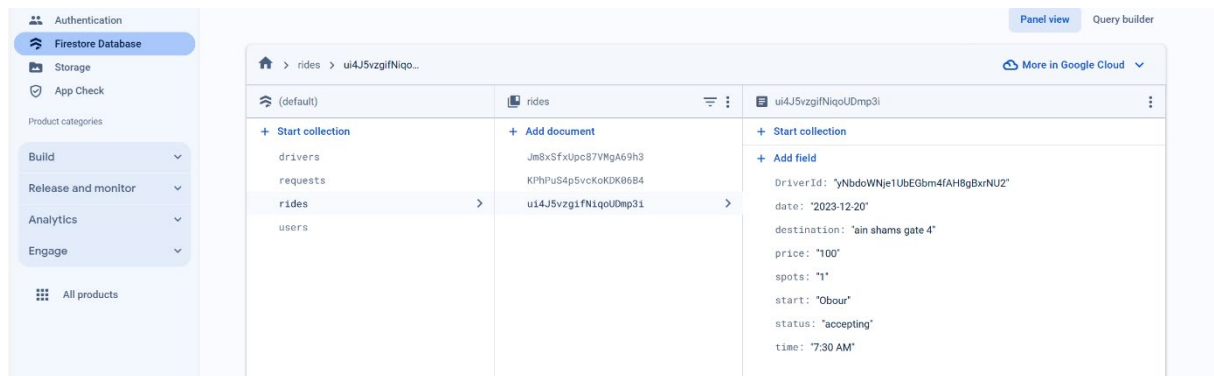 Authentication
Firestore Database
Storage
App Check
Product categories
Build
Release and monitor
Analytics
Engage
All products
Panel view Query builder
> rides > ui4J5vzgifNiqo...
More in Google Cloud
(default)
+ Start collection
drivers
requests
rides >
users
rides
+ Add document
Jm8xSfxUpc87VMgA69h3
KPhPuS4p5vcKoKDK06B4
ui4J5vzgifNiqoUDmp3i >
ui4J5vzgifNiqoUDmp3i
+ Start collection
+ Add field
DriverId: "yNbdoWNje1UbEGbm4fAH8gBxrNU2"
date: "2023-12-20"
destination: "ain shams gate 4"
price: "100"
spots: "1"
start: "Obour"
status: "accepting"
time: "7:30 AM"